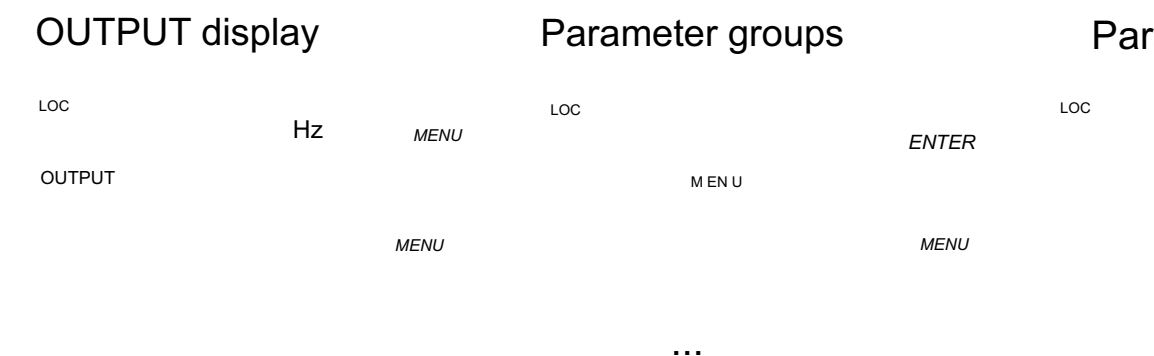 OUTPUT display Parameter groups Par
LOC LOC LOC
Hz MENU ENTER
OUTPUT M EN U
MENU MENU
...